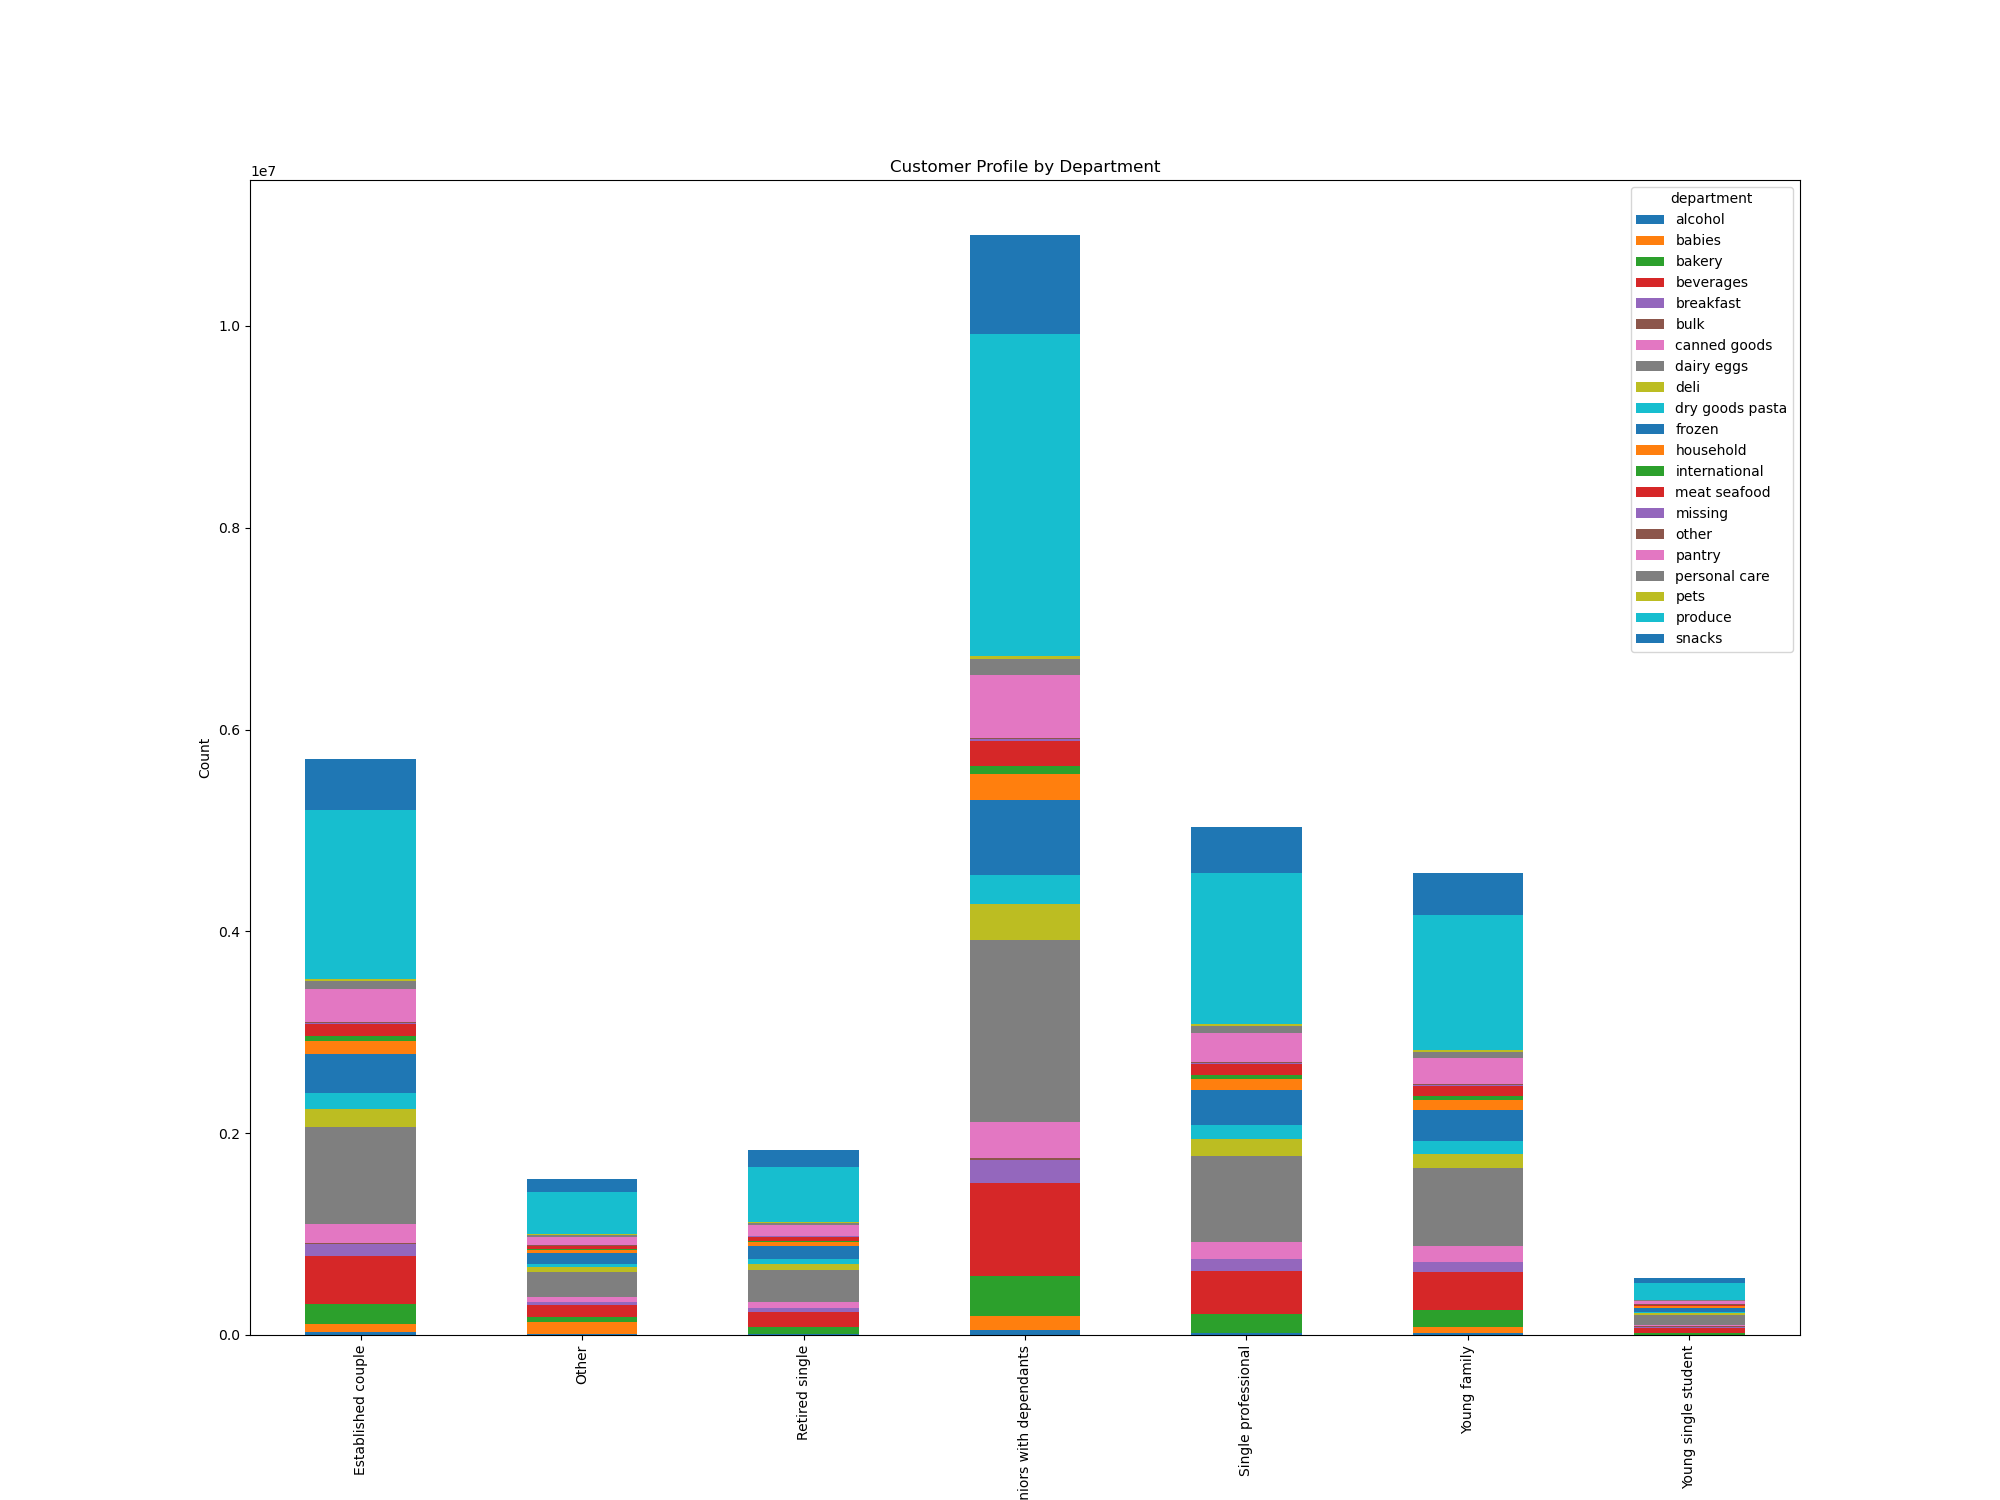 Customer Profile by Department
1e7
department
alcohol
babies
bakery
beverages
breakfast
bulk
canned goods
dairy eggs
deli
dry goods pasta
frozen
household
international
meat seafood
missing
other
pantry
personal care
pets
produce
snacks
1.0
0.8
0.6
0.4
0.2
0.0
Count
Established couple
Other
Retired single
niors with dependants
Single professional
Young family
Young single student